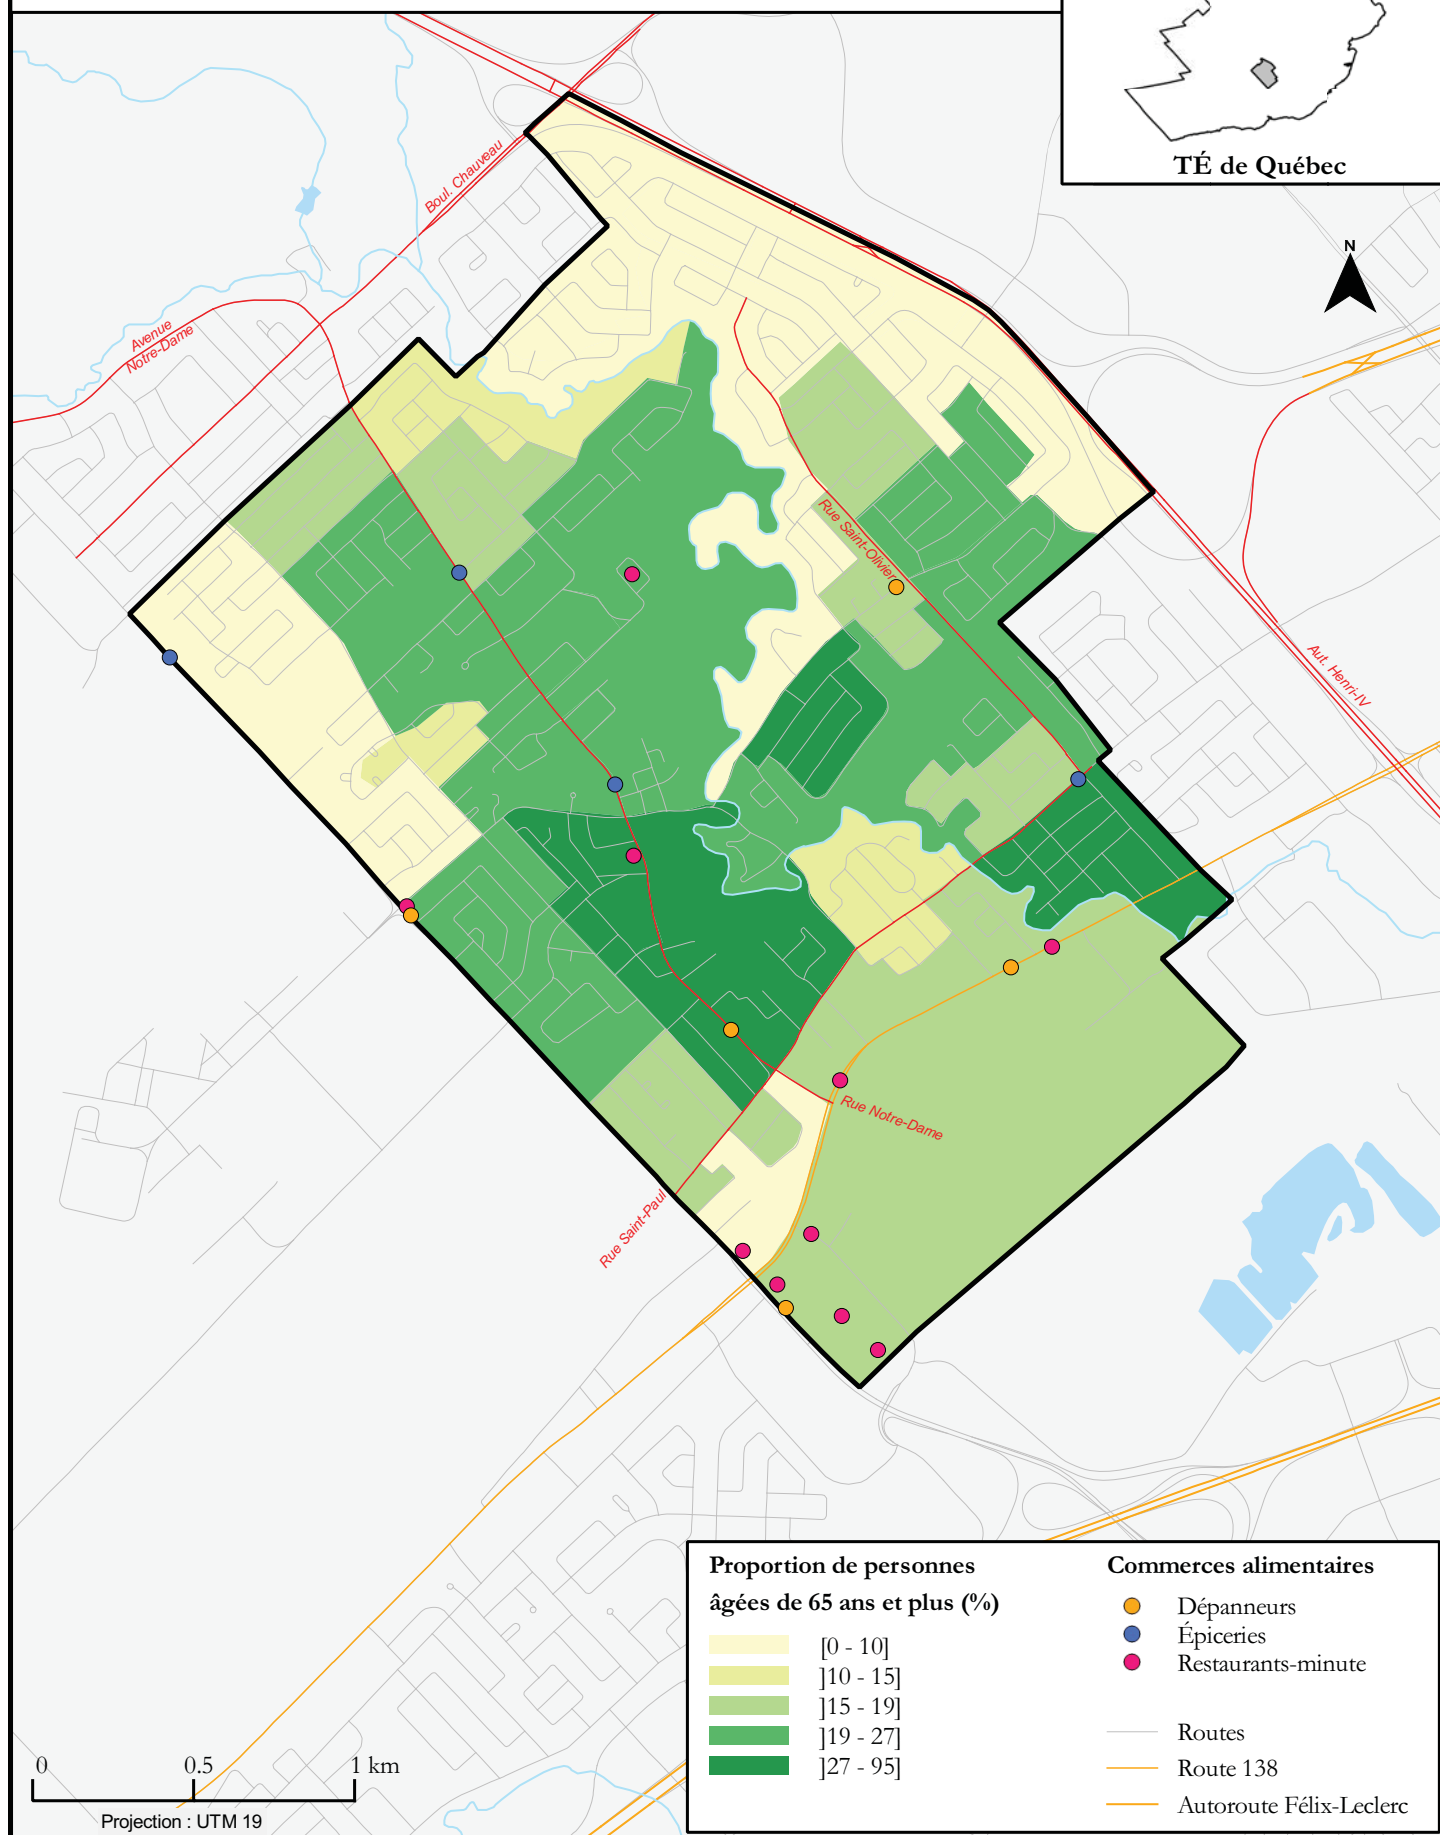 TÉ de Québec
N
Boul. Chauveau
Avenue
Notre-Dame
Rue Saint-Olivier
Aut. Henri-IV
Rue Notre-Dame
Rue Saint-Paul
Proportion de personnes
âgées de 65 ans et plus (%)
[0 - 10]
]10 - 15]
]15 - 19]
]19 - 27]
]27 - 95]
Commerces alimentaires
Dépanneurs
Épiceries
Restaurants-minute
Routes
Route 138
Autoroute Félix-Leclerc
0 0.5 1 km
Projection : UTM 19